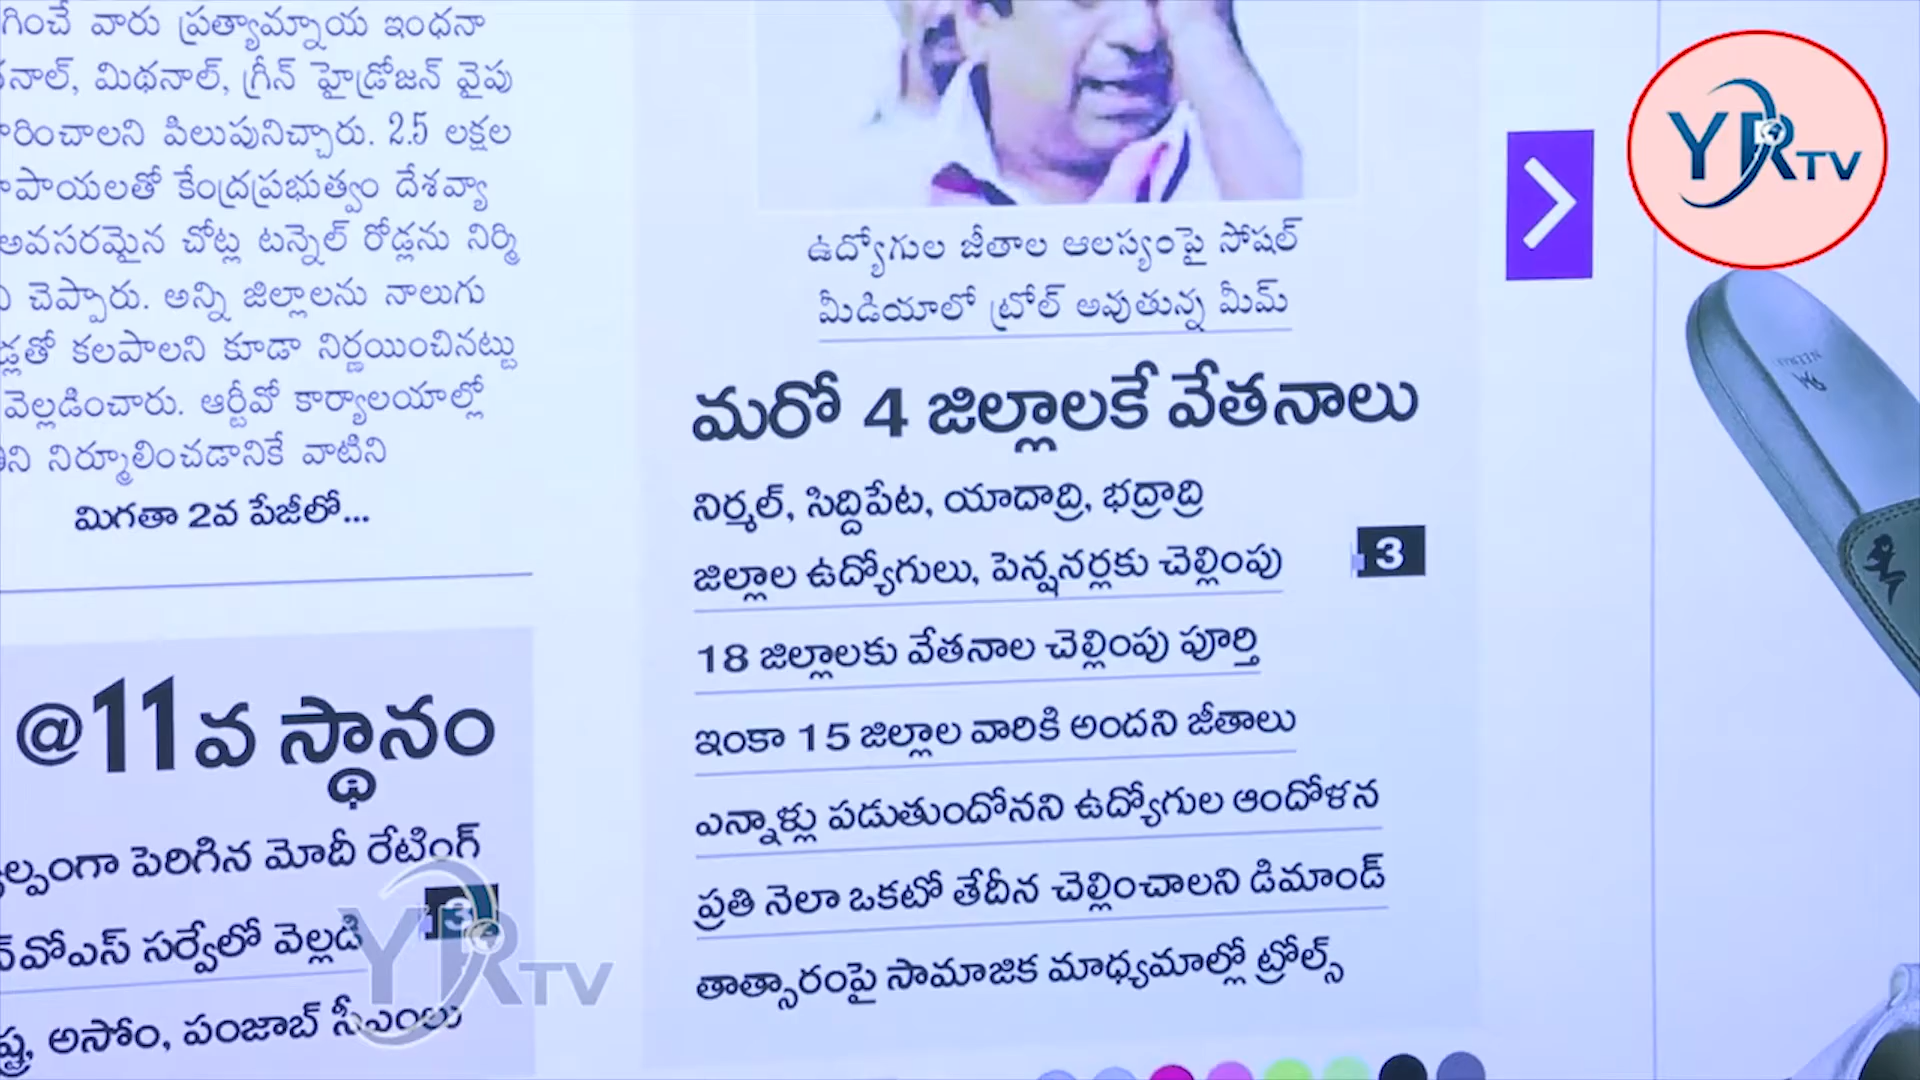 గించే వారు ప్రత్యామ్నాయ ఇంధనా
మిథనాల్, గ్రీన్ హైడ్రోజన్ వైపు
పిలుపునిచ్చారు. 2.5 లక్షల
కేంద్రప్రభుత్వం దేశవ్యా
అవసరమైన చోట్ల టన్నెల్ రోడ్లను నిర్మి
చెప్పారు. అన్ని జిల్లాలను నాలుగు
కలపాలని కూడా నిర్ణయించినట్టు
వెల్లడించారు. ఆర్టీవో కార్యాలయాల్లో
నిర్మూలించడానికే వాటిని
మిగతా 2వ పేజీలో...
@11వ స్థానం
పెరిగిన మోదీ రేటింగ్
సర్వేలో వెల్లడి
3
అసోం, పంజాబ్ సీఎంలు
ఉద్యోగుల జీతాల ఆలస్యంపై సోషల్
మీడియాలో ట్రోల్ అవుతున్న మీమ్
మరో 4 జిల్లాలకే వేతనాలు
నిర్మల్, సిద్దిపేట, యాదాద్రి, భద్రాద్రి
జిల్లాల ఉద్యోగులు, పెన్షనర్లకు చెల్లింపు
3
18 జిల్లాలకు వేతనాల చెల్లింపు పూర్తి
ఇంకా 15 జిల్లాల వారికి అందని జీతాలు
ఎన్నాళ్లు పడుతుందోనని ఉద్యోగుల ఆందోళన
ప్రతి నెలా ఒకటో తేదీన చెల్లించాలని డిమాండ్
తాత్సారంపై సామాజిక మాధ్యమాల్లో ట్రోల్స్
YRTV
YRTV